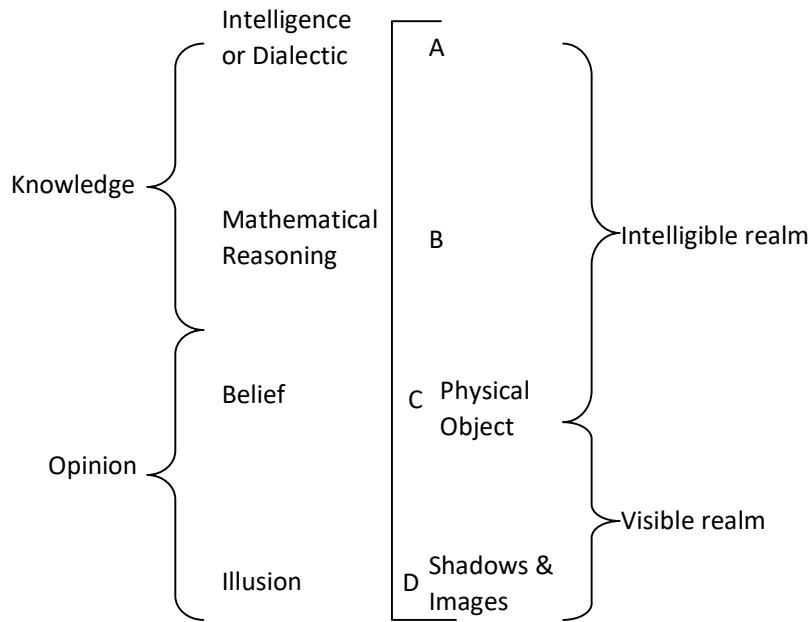 Intelligence
or Dialectic
A
Knowledge
Mathematical
Reasoning
B
Intelligible realm
Belief
C
Physical
Object
Opinion
Visible realm
Illusion
D
Shadows &
Images